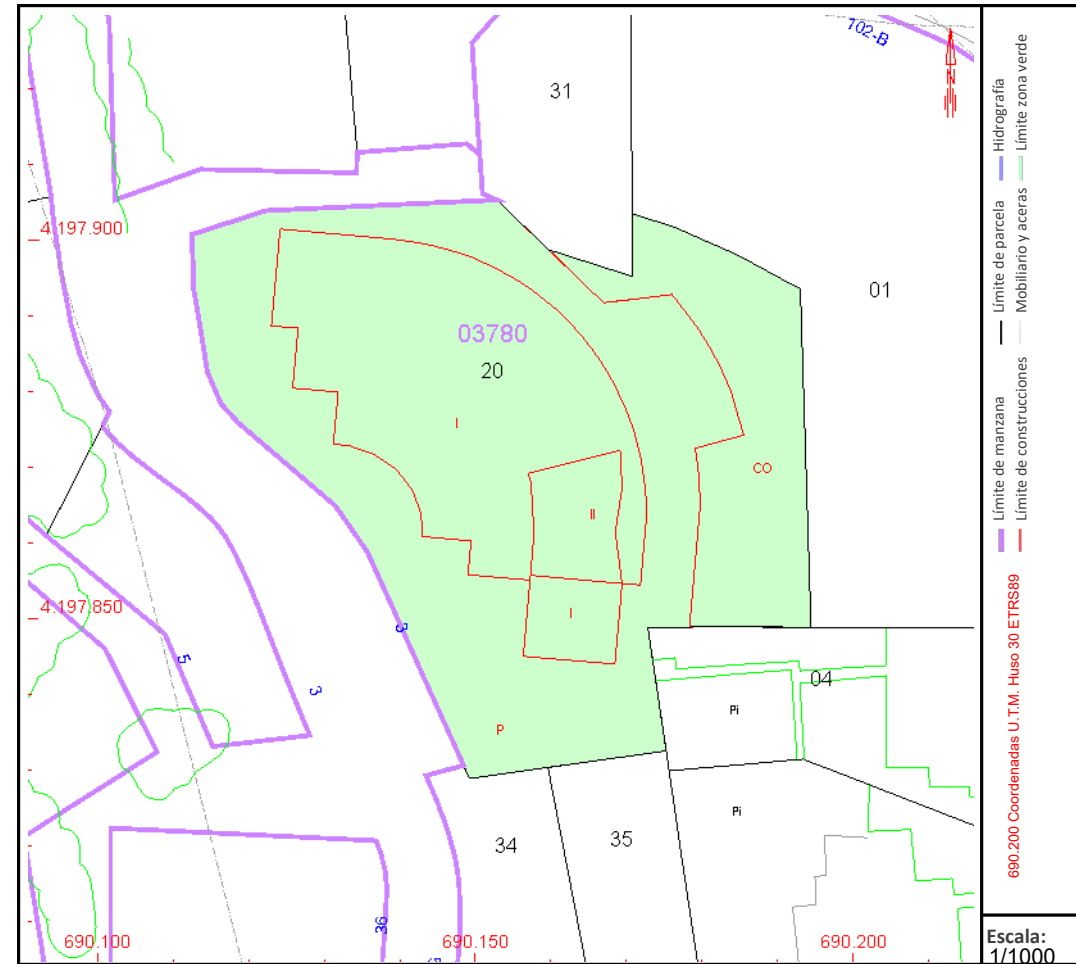 102-B
31
N
4.197.900
01
03780
20
I
CO
II
4.197.850
I
3
5
3
04
P
Pi
Pi
34
35
36
690.100
690.150
690.200
Hidrografía
Límite zona verde
Límite de parcela
Mobiliario y aceras
Límite de manzana
Límite de construcciones
690.200 Coordenadas U.T.M. Huso 30 ETRS89
Escala:
1/1000